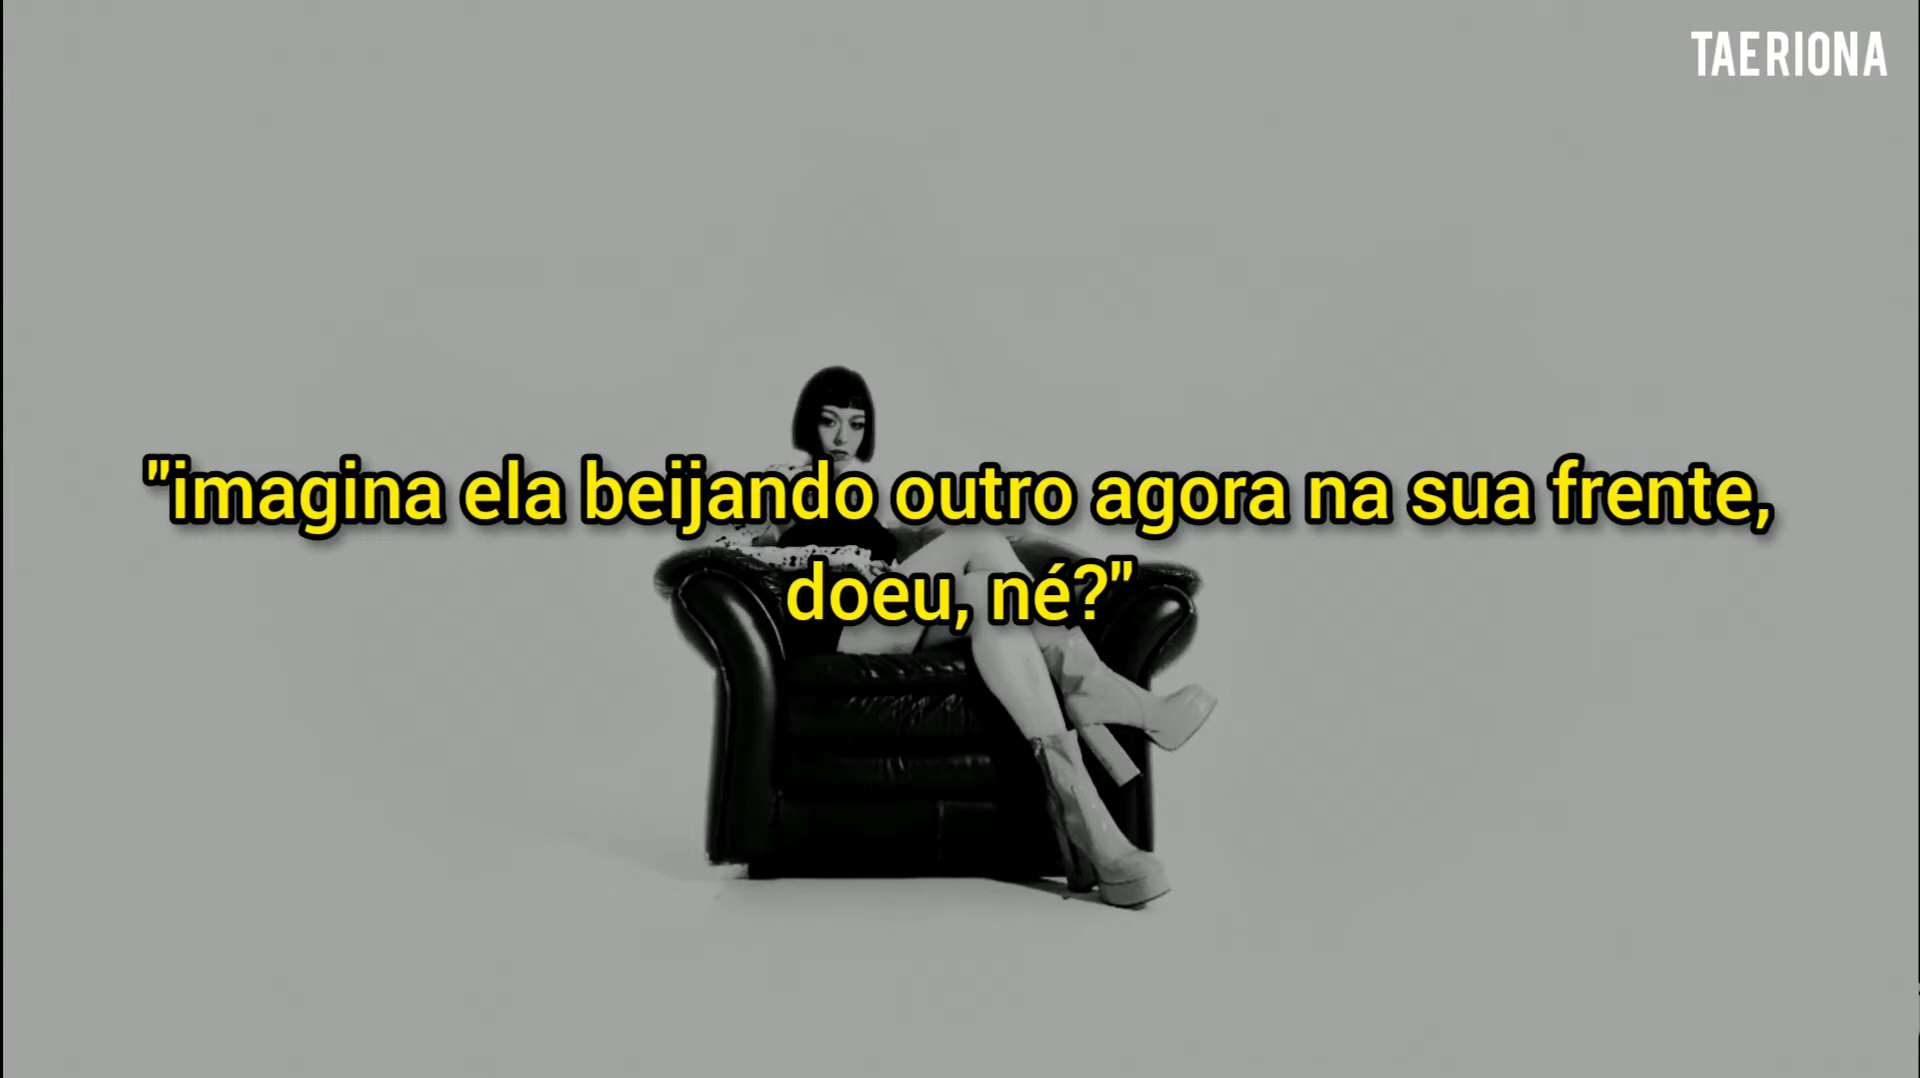 TAERIONA
"imagina ela beijando outro agora na sua frente,
doeu, né?"